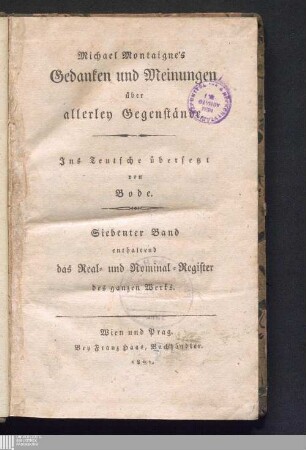 Michael Montaigne's
Gedanken und Meinungen
über
allerley Gegenstände.
Ins Teutsche übersetzt
von
Bode.
Siebenter Band
enthaltend
das Real- und Nominal-Register
des ganzen Werks.
Wien und Prag.
Bey Franz Haas, Buchhändler.